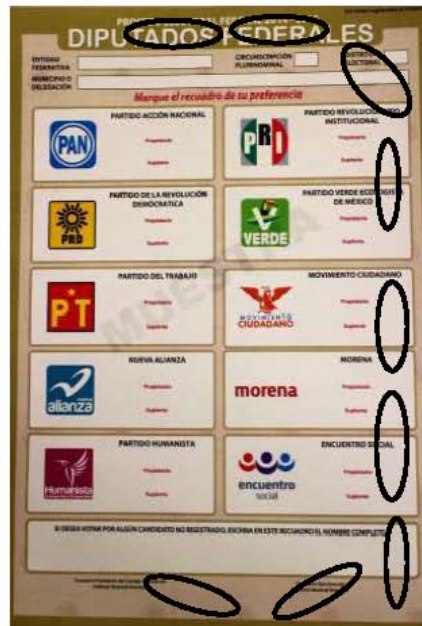 DIPUTADOS FEDERALES
ENTIDAD FEDERATIVA
CIRCUNSCRIPCIÓN PLURINOMINAL
MUNICIPIO O DELEGACIÓN
Marque el recuadro de su preferencia
PARTIDO ACCIÓN NACIONAL
PAN
Propietario
Suplente
PARTIDO REVOLUCIONARIO
INSTITUCIONAL
PRI
Propietario
Suplente
PARTIDO DE LA REVOLUCIÓN
DEMOCRÁTICA
PRD
Propietario
Suplente
PARTIDO VERDE ECOLOGISTA
DE MÉXICO
VERDE
Propietario
Suplente
PARTIDO DEL TRABAJO
PT
Propietario
Suplente
MOVIMIENTO CIUDADANO
MOVIMIENTO
CIUDADANO
Propietario
Suplente
NUEVA ALIANZA
alianza
Propietario
Suplente
MORENA
morena
Propietario
Suplente
PARTIDO HUMANISTA
Humanista
Propietario
Suplente
ENCUENTRO SOCIAL
encuentro
social
Propietario
Suplente
SI DESEA VOTAR POR ALGÚN CANDIDATO NO REGISTRADO, ESCRIBA EN ESTE RECUADRO EL NOMBRE COMPLETO
MUESTRA